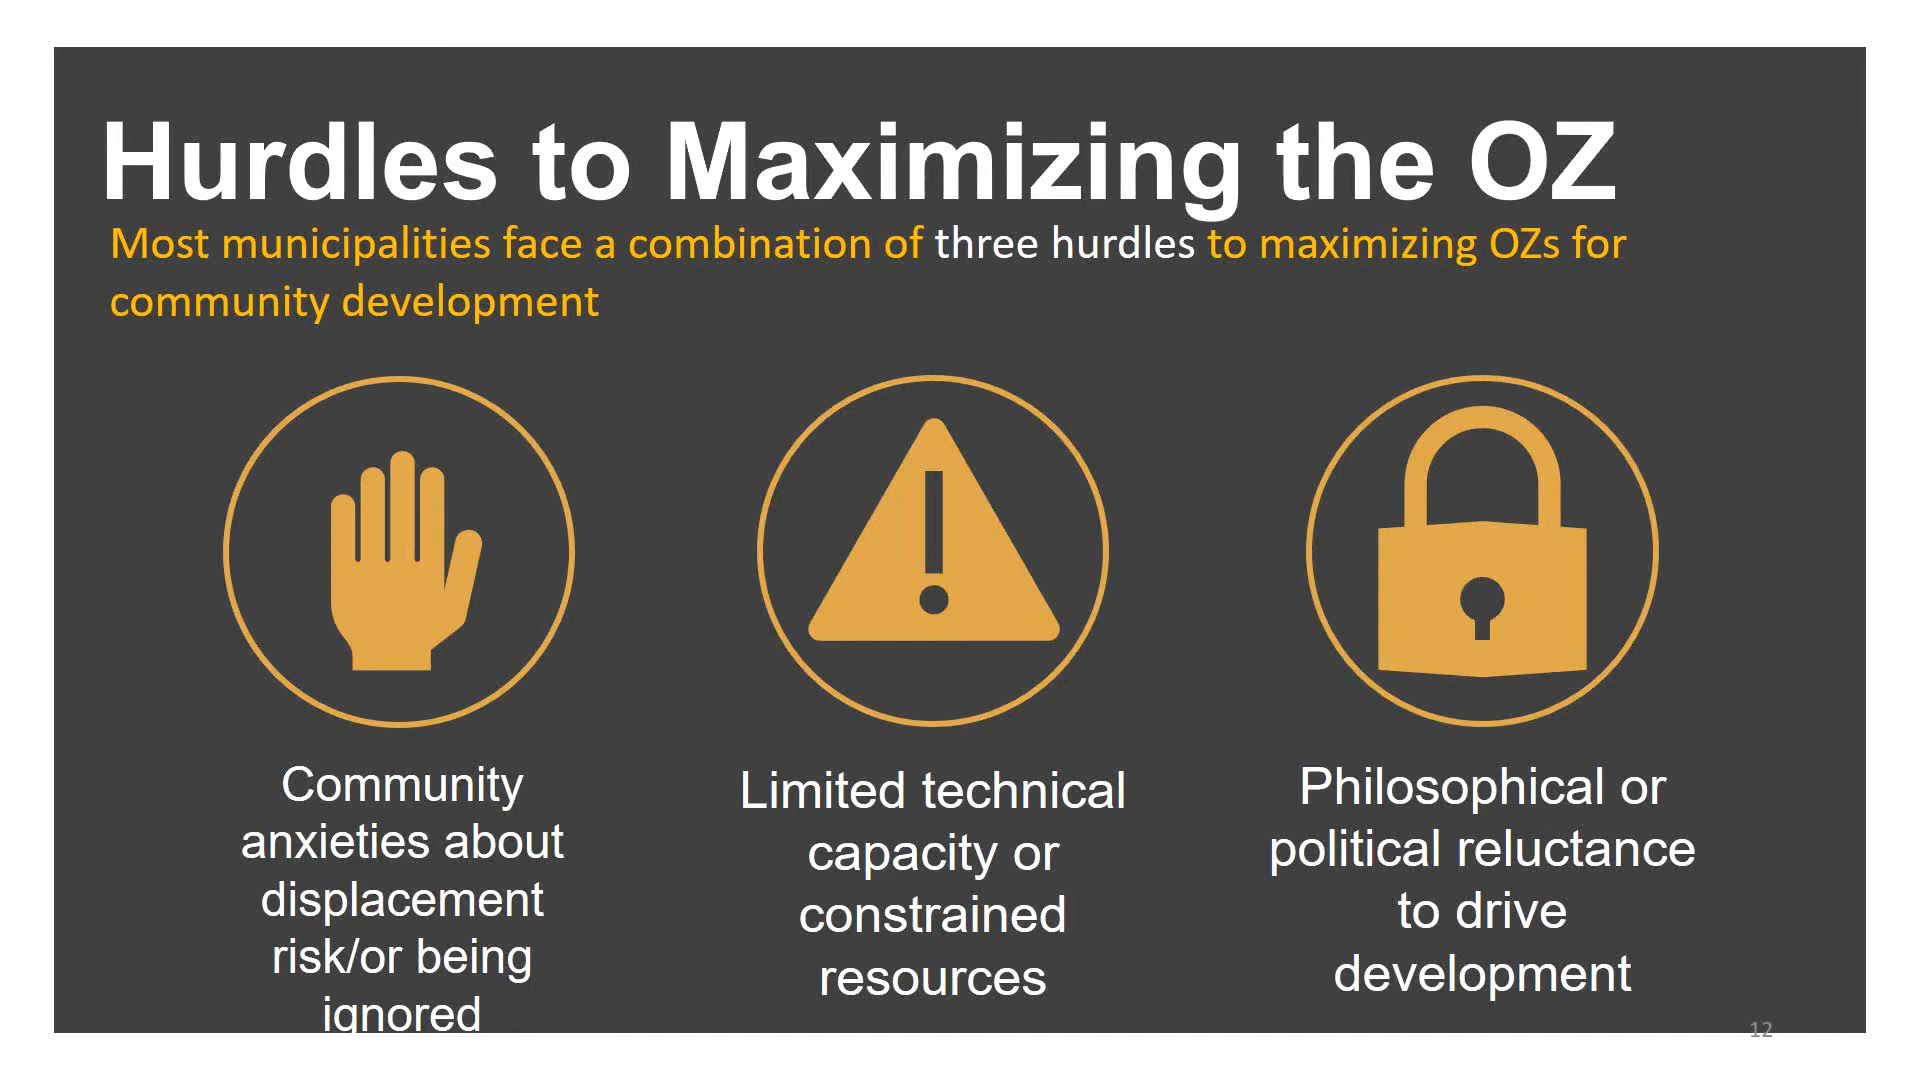 Hurdles to Maximizing the OZ
Most municipalities face a combination of three hurdles to maximizing OZs for
community development
Community
anxieties about
displacement
risk/or being
ignored
Limited technical
capacity or
constrained
resources
Philosophical or
political reluctance
to drive
development
12